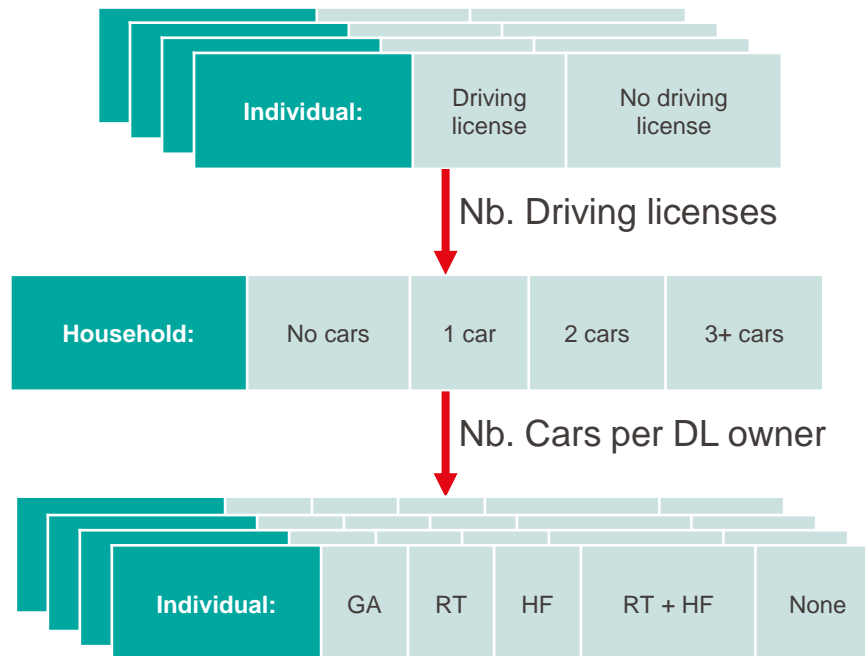 Individual:
Driving
license
No driving
license
Nb. Driving licenses
Household:
No cars
1 car
2 cars
3+ cars
Nb. Cars per DL owner
Individual:
GA
RT
HF
RT + HF
None